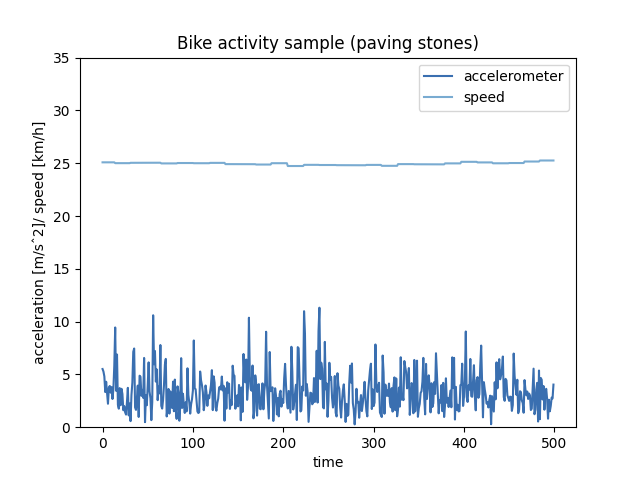 Bike activity sample (paving stones)
accelerometer
speed
acceleration [m/s^2]/ speed [km/h]
35
30
25
20
15
10
5
0
0 100 200 300 400 500
time